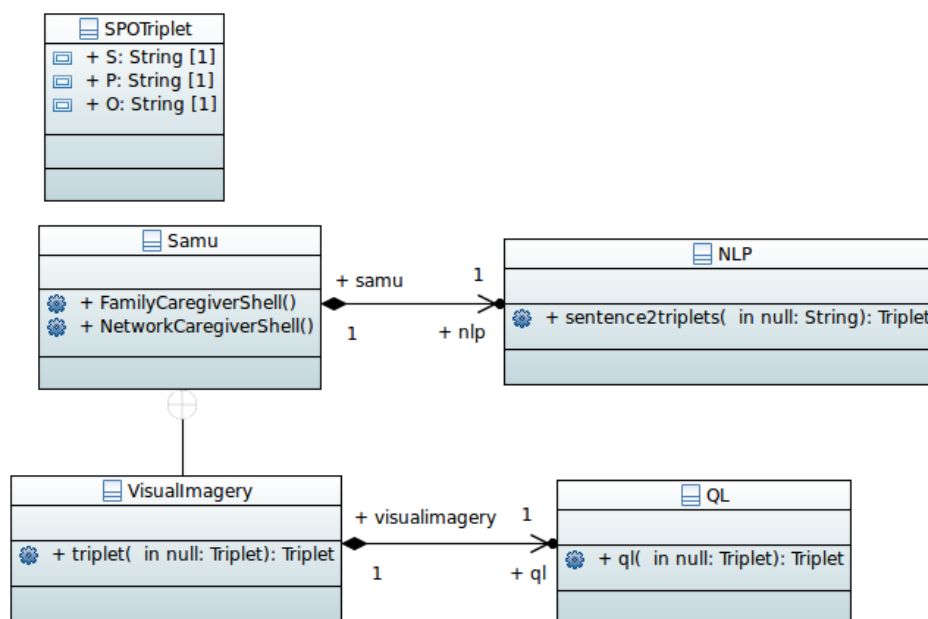 SPOTriplet
+ S: String [1]
+ P: String [1]
+ O: String [1]
Samu
+ FamilyCaregiverShell()
+ NetworkCaregiverShell()
+ samu
1
1
+ nlp
NLP
+ sentence2triplets( in null: String): Triplet
VisualImagery
+ triplet( in null: Triplet): Triplet
+ visualimagery
1
1
+ ql
QL
+ ql( in null: Triplet): Triplet